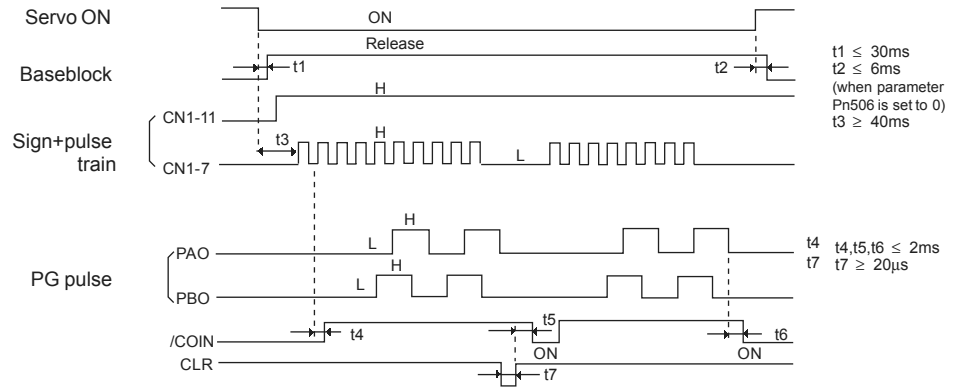 Servo ON
ON
Release
Baseblock
t1
t2
t1 ≤ 30ms
t2 ≤ 6ms
(when parameter
Pn506 is set to 0)
t3 ≥ 40ms
H
CN1-11
Sign+pulse
train
t3
H
L
CN1-7
H
L
PAO
PG pulse
H
L
PBO
t4 t4,t5,t6 ≤ 2ms
t7 t7 ≥ 20μs
/COIN
t4
t5
t6
ON
ON
CLR
t7